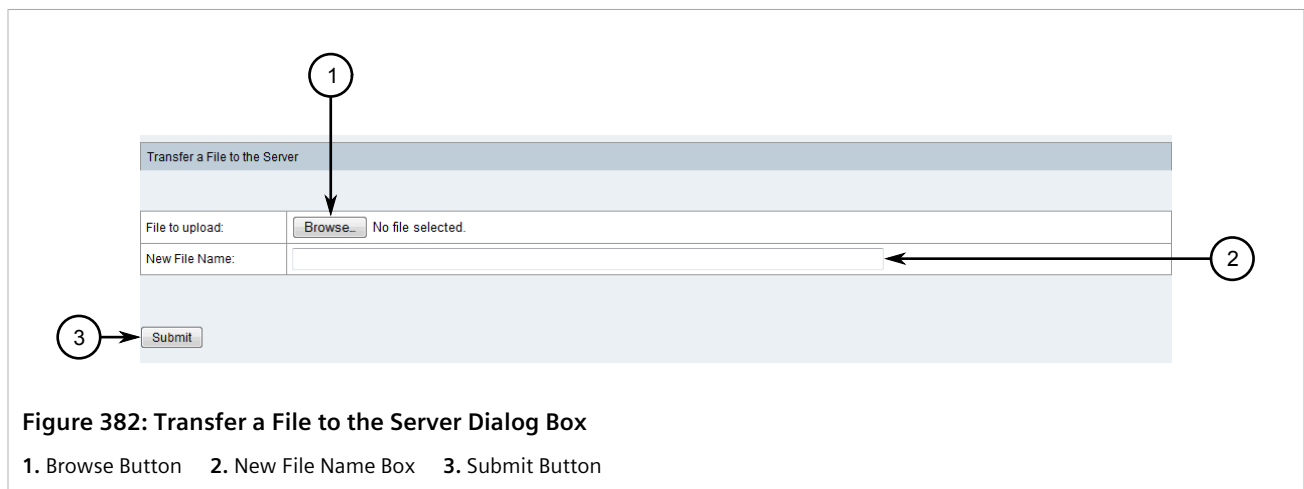 1
Transfer a File to the Server
File to upload: Browse... No file selected.
New File Name:
2
3
Submit
Figure 382: Transfer a File to the Server Dialog Box
1. Browse Button 2. New File Name Box 3. Submit Button